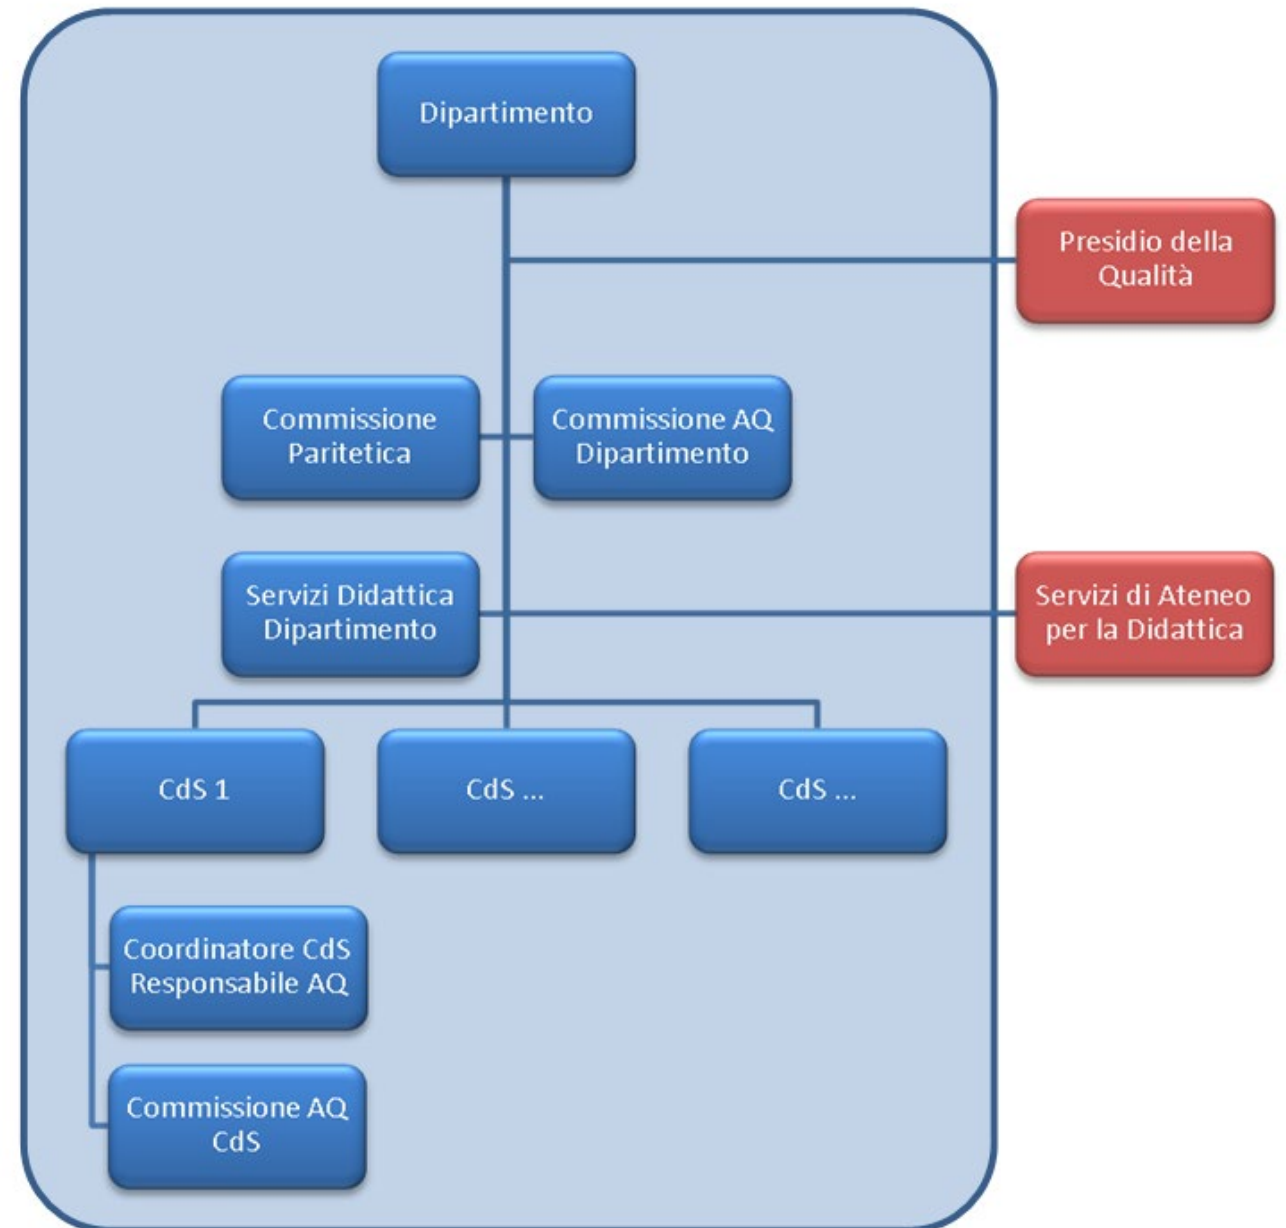 Dipartimento
Presidio della
Qualità
Commissione
Paritetica
Commissione AQ
Dipartimento
Servizi Didattica
Dipartimento
Servizi di Ateneo
per la Didattica
CdS 1
CdS ...
CdS ...
Coordinatore CdS
Responsabile AQ
Commissione AQ
CdS